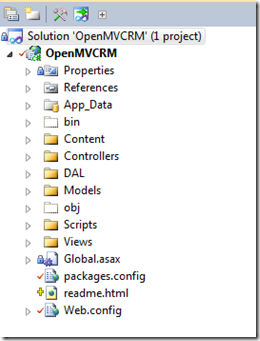 Solution 'OpenMVCRM' (1 project)
OpenMVCRM
Properties
References
App_Data
bin
Content
Controllers
DAL
Models
obj
Scripts
Views
Global.asax
packages.config
readme.html
Web.config